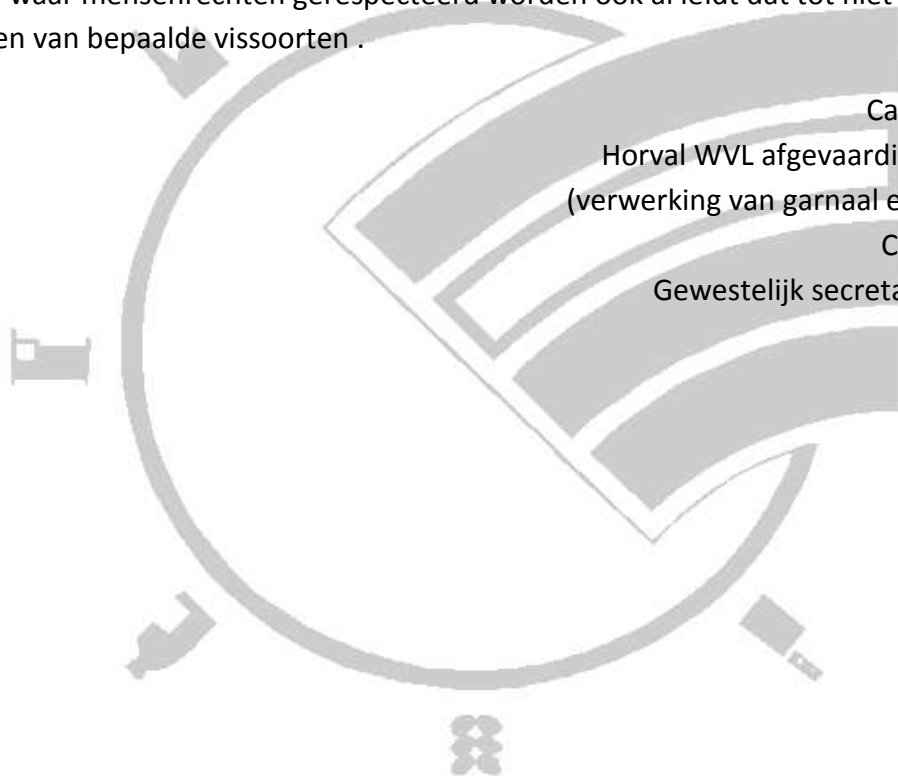 waar mensenrechten gerespecteerd worden ook al leidt dat tot niet
en van bepaalde vissoorten .
Ca
Horval WVL afgevaardi
(verwerking van garnaal e
C
Gewestelijk secreta